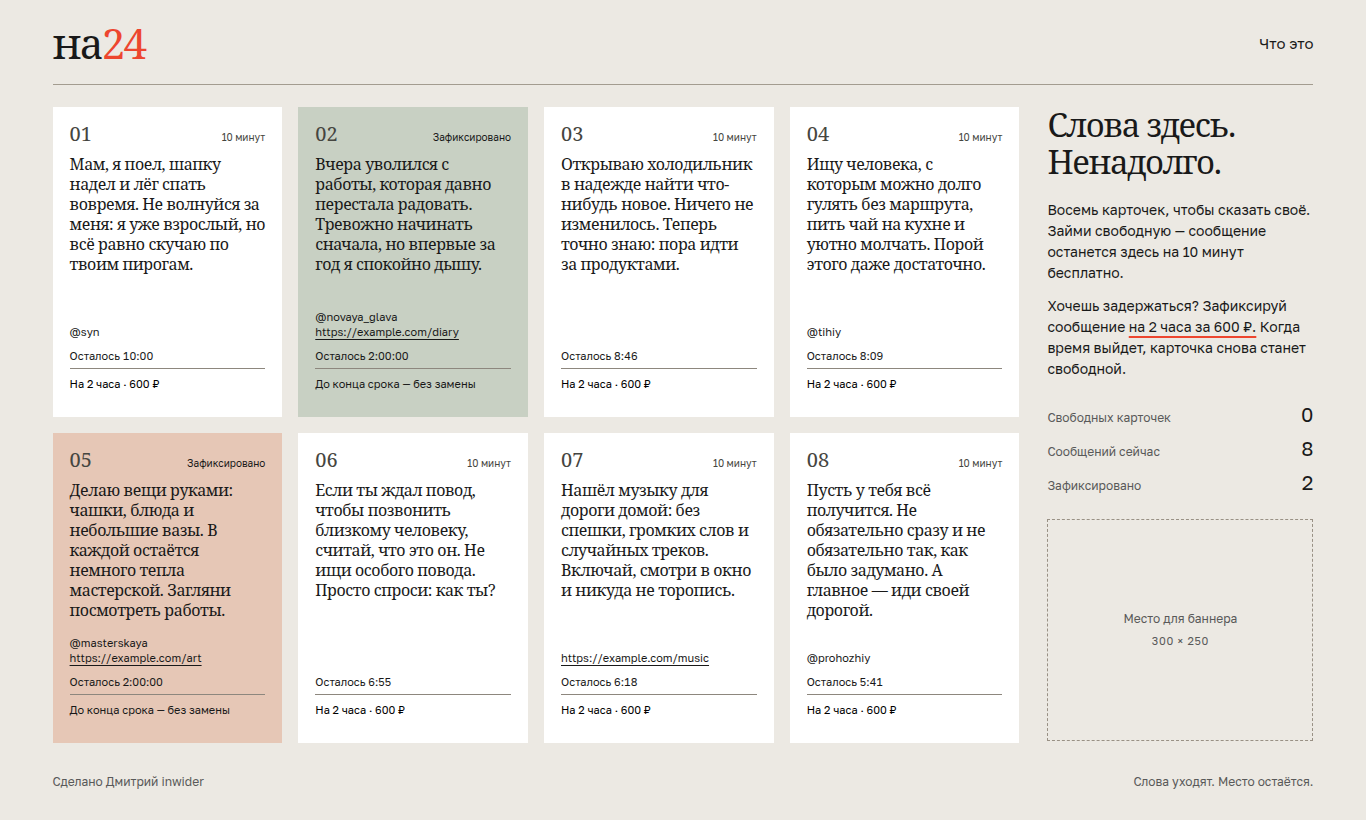 на24
Что это
01
10 минут
Мам, я поел, шапку
надел и лёг спать
вовремя. Не волнуйся за
меня: я уже взрослый, но
всё равно скучаю по
твоим пирогам.
@syn
Осталось 10:00
На 2 часа · 600 ₽
02
Зафиксировано
Вчера уволился с
работы, которая давно
перестала радовать.
Тревожно начинать
сначала, но впервые за
год я спокойно дышу.
@novaya_glava
https://example.com/diary
Осталось 2:00:00
До конца срока — без замены
03
10 минут
Открываю холодильник
в надежде найти что-
нибудь новое. Ничего не
изменилось. Теперь
точно знаю: пора идти
за продуктами.
Осталось 8:46
На 2 часа · 600 ₽
04
10 минут
Ищу человека, с
которым можно долго
гулять без маршрута,
пить чай на кухне и
уютно молчать. Порой
этого даже достаточно.
@tihiy
Осталось 8:09
На 2 часа · 600 ₽
05
Зафиксировано
Делаю вещи руками:
чашки, блюда и
небольшие вазы. В
каждой остаётся
немного тепла
мастерской. Загляни
посмотреть работы.
@masterskaya
https://example.com/art
Осталось 2:00:00
До конца срока — без замены
06
10 минут
Если ты ждал повод,
чтобы позвонить
близкому человеку,
считай, что это он. Не
ищи особого повода.
Просто спроси: как ты?
Осталось 6:55
На 2 часа · 600 ₽
07
10 минут
Нашёл музыку для
дороги домой: без
спешки, громких слов и
случайных треков.
Включай, смотри в окно
и никуда не торопись.
https://example.com/music
Осталось 6:18
На 2 часа · 600 ₽
08
10 минут
Пусть у тебя всё
получится. Не
обязательно сразу и не
обязательно так, как
было задумано. А
главное — иди своей
дорогой.
@prohozhiy
Осталось 5:41
На 2 часа · 600 ₽
Слова здесь.
Ненадолго.
Восемь карточек, чтобы сказать своё.
Займи свободную — сообщение
останется здесь на 10 минут
бесплатно.
Хочешь задержаться? Зафиксируй
сообщение на 2 часа за 600 ₽. Когда
время выйдет, карточка снова станет
свободной.
Свободных карточек 0
Сообщений сейчас 8
Зафиксировано 2
Место для баннера
300 × 250
Сделано Дмитрий inwider
Слова уходят. Место остаётся.